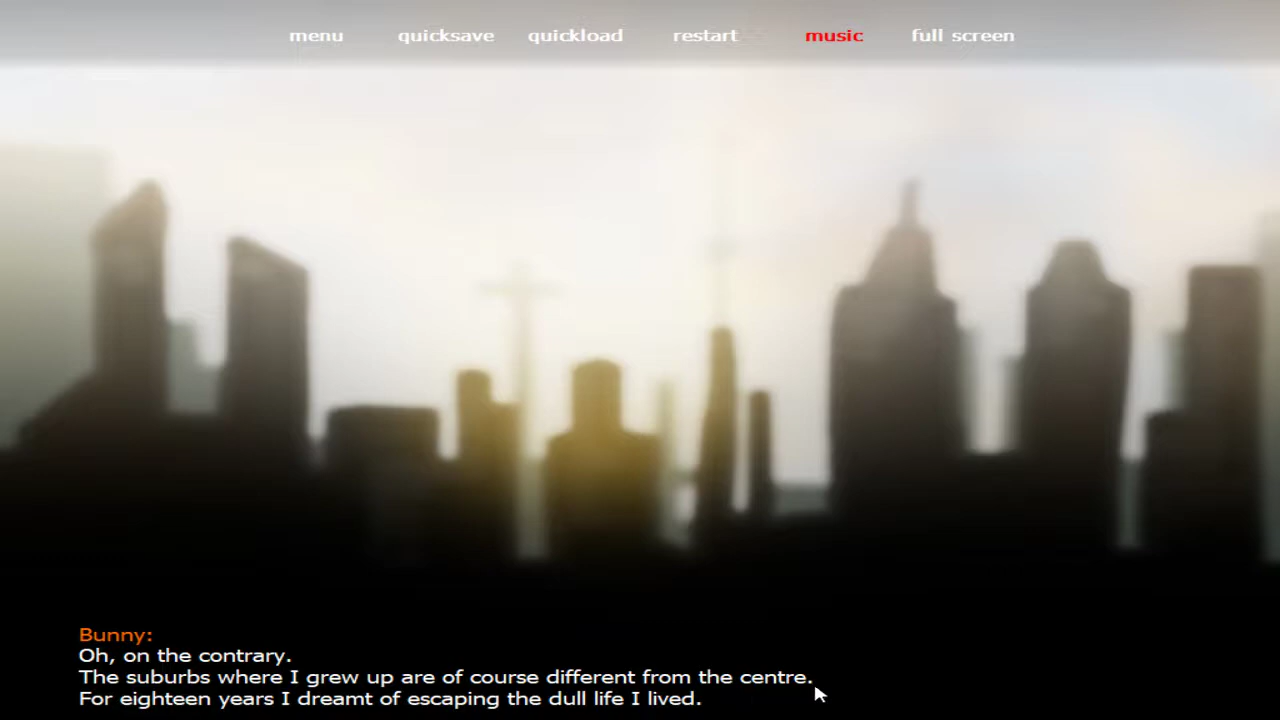 menu quicksave quickload restart music full screen
Bunny:
Oh, on the contrary.
The suburbs where I grew up are of course different from the centre.
For eighteen years I dreamt of escaping the dull life I lived.